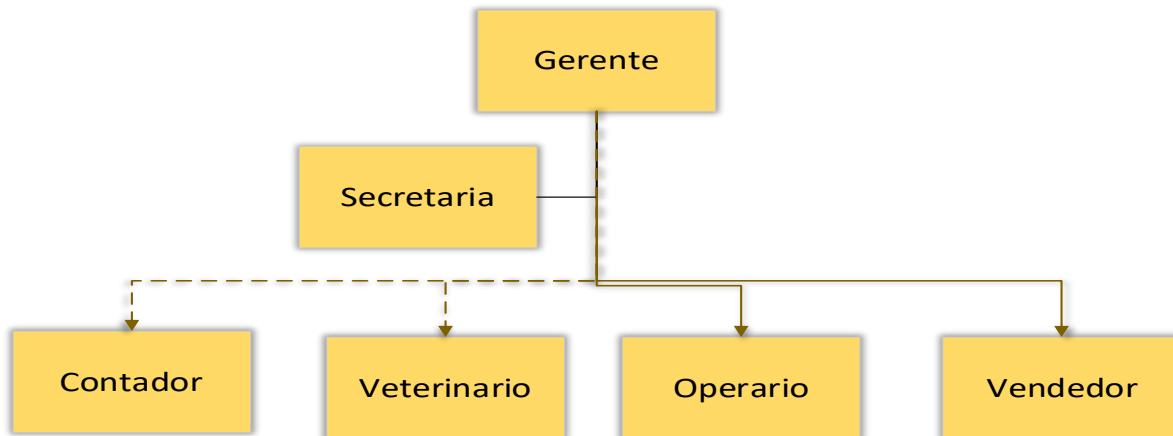 Gerente
Secretaria
Contador
Veterinario
Operario
Vendedor